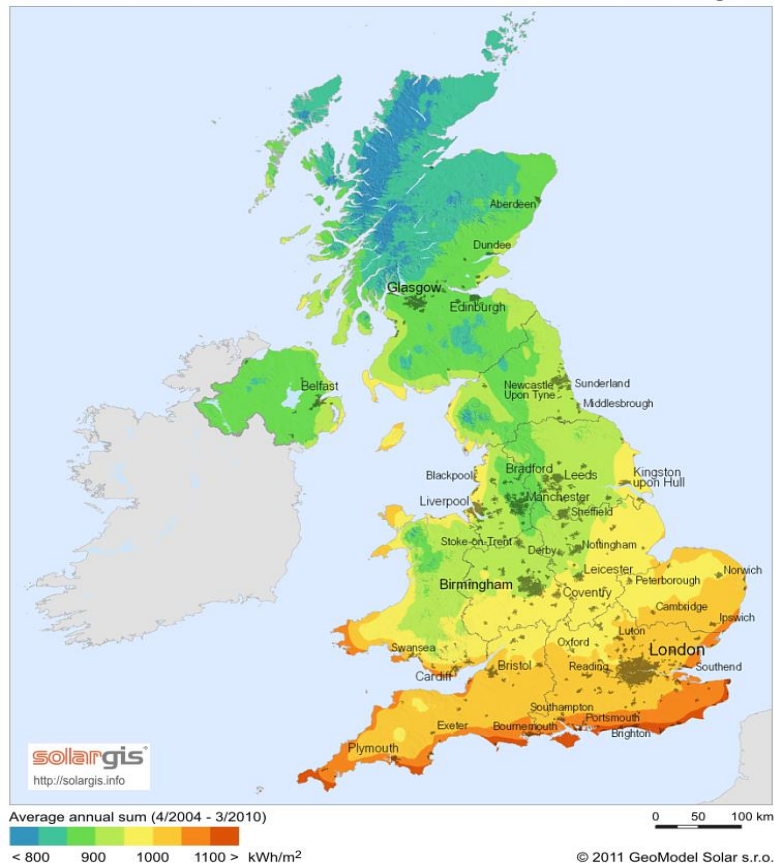 Aberdeen
Dundee
Glasgow
Edinburgh
Belfast
Newcastle
Upon Tyne
Sunderland
Middlesbrough
Blackpool
Bradford
Leeds
Kingston
upon Hull
Liverpool
Manchester
Sheffield
Stoke-on-Trent
Derby
Nottingham
Birmingham
Leicester
Peterborough
Norwich
Coventry
Cambridge
Ipswich
Swansea
Oxford
Luton
London
Cardiff
Bristol
Reading
Southend
Southampton
Exeter
Bournemouth
Portsmouth
Brighton
Plymouth
solargis
http://solargis.info
Average annual sum (4/2004 - 3/2010)
0 50 100 km
< 800 900 1000 1100 > kWh/m²
© 2011 GeoModel Solar s.r.o.